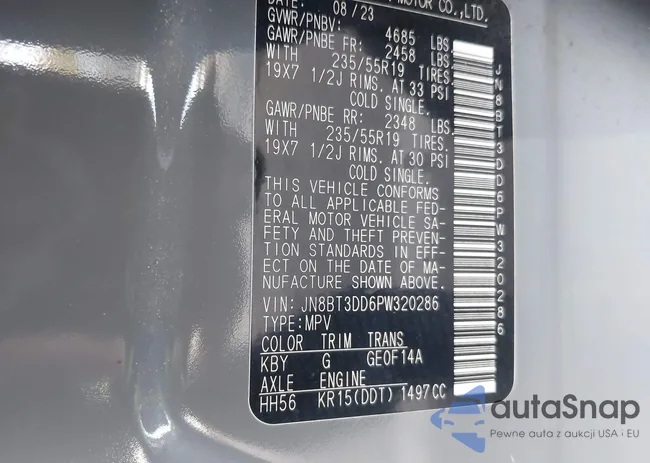 MOTOR CO.,LTD.
DATE: 08/23
GVWR/PNBV: 4685 LBS.
GAWR/PNBE FR: 2458 LBS.
WITH 235/55R19 TIRES.
19X7 1/2J RIMS. AT 33 PSI
COLD SINGLE.
GAWR/PNBE RR: 2348 LBS.
WITH 235/55R19 TIRES.
19X7 1/2J RIMS. AT 30 PSI
COLD SINGLE.
THIS VEHICLE CONFORMS
TO ALL APPLICABLE FED-
ERAL MOTOR VEHICLE SA-
FETY AND THEFT PREVEN-
TION STANDARDS IN EFF-
ECT ON THE DATE OF MA-
NUFACTURE SHOWN ABOVE.
VIN: JN8BT3DD6PW320286
TYPE:MPV
COLOR TRIM TRANS
KBY G GE0F14A
AXLE ENGINE
HH56 KR15(DDT) 1497CC
JN8BT3DD6PW320286
autaSnap
Pewne auta z aukcji USA i EU